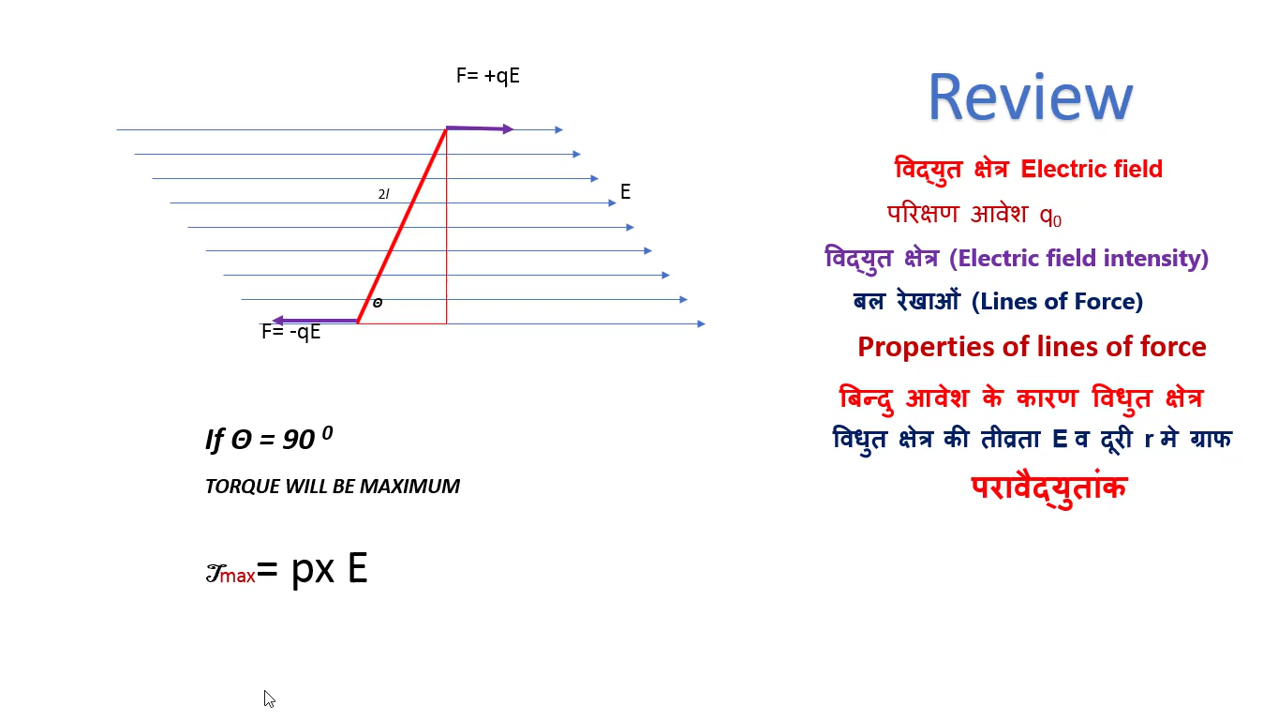 F= +qE
2l
E
Θ
F= -qE
If Θ = 90 0
TORQUE WILL BE MAXIMUM
𝒯max= px E
Review
विद्युत क्षेत्र Electric field
परिक्षण आवेश q0
विद्युत क्षेत्र (Electric field intensity)
बल रेखाओं (Lines of Force)
Properties of lines of force
बिन्दु आवेश के कारण विधुत क्षेत्र
विधुत क्षेत्र की तीव्रता E व दूरी r मे ग्राफ
परावैद्युतांक